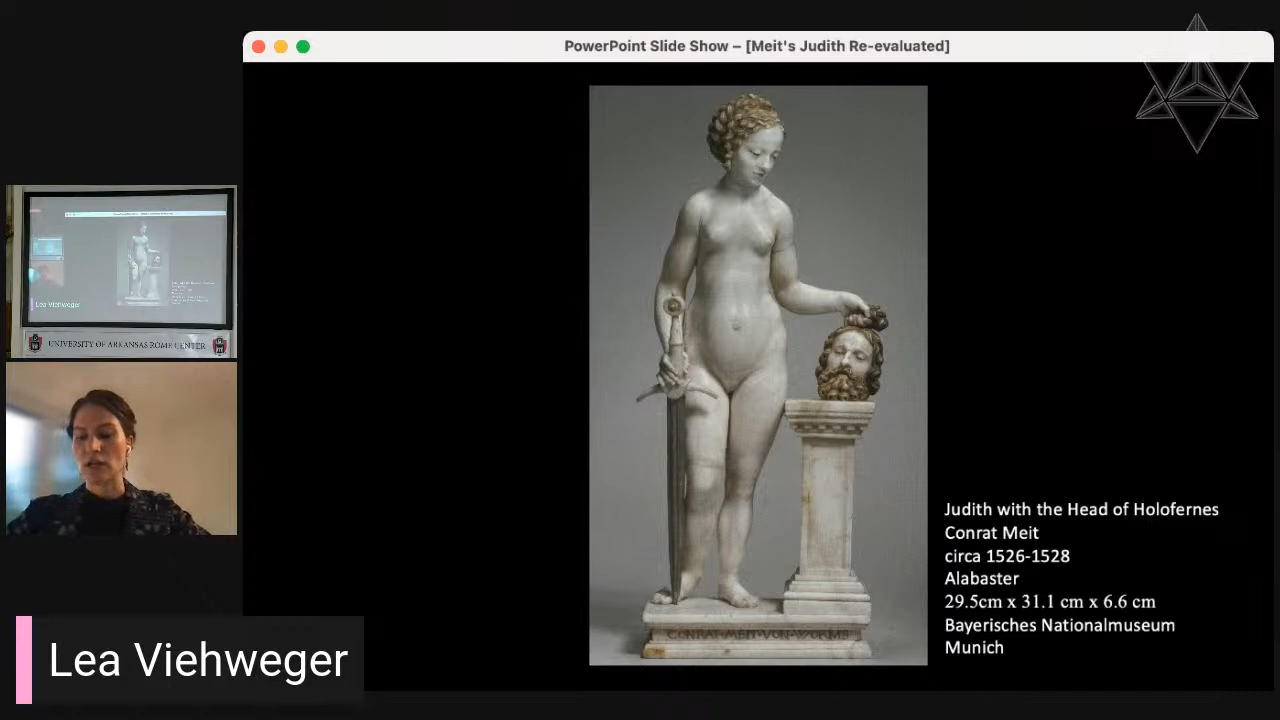 PowerPoint Slide Show – [Meit's Judith Re-evaluated]
Lea Viehweger
UNIVERSITY OF ARKANSAS ROME CENTER
CONRAT·MEIT·VON·WORMS
Judith with the Head of Holofernes
Conrat Meit
circa 1526-1528
Alabaster
29.5cm x 31.1 cm x 6.6 cm
Bayerisches Nationalmuseum
Munich
Lea Viehweger